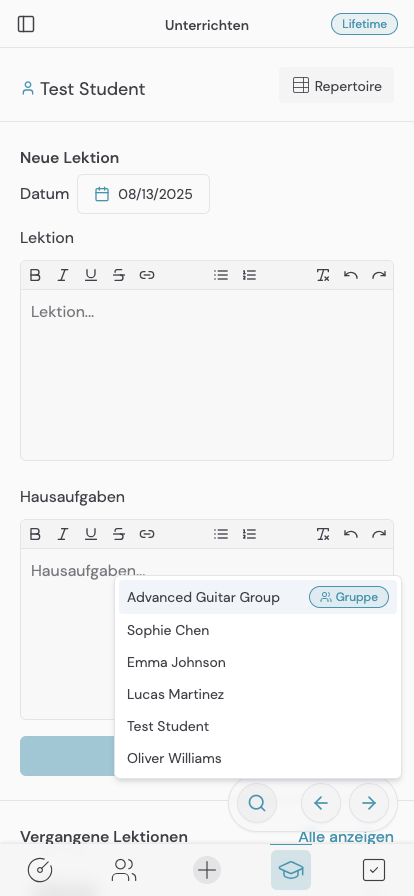 Unterrichten
Lifetime
Test Student
Repertoire
Neue Lektion
Datum
08/13/2025
Lektion
Lektion...
Hausaufgaben
Hausaufgaben...
Advanced Guitar Group
Gruppe
Sophie Chen
Emma Johnson
Lucas Martinez
Test Student
Oliver Williams
Vergangene Lektionen
Alle anzeigen